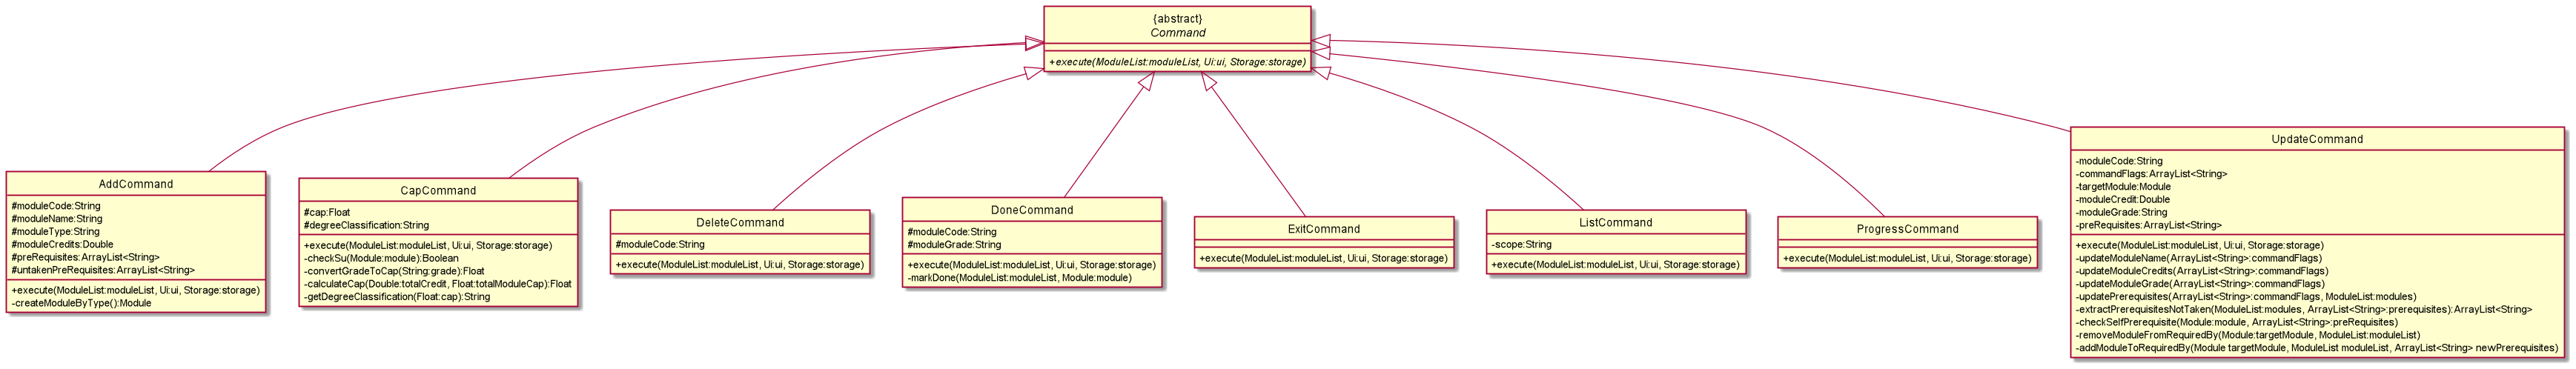 {abstract}
Command
+execute(ModuleList:moduleList, Ui:ui, Storage:storage)
AddCommand
#moduleCode:String
#moduleName:String
#moduleType:String
#moduleCredits:Double
#preRequisites:ArrayList<String>
#untakenPreRequisites:ArrayList<String>
+execute(ModuleList:moduleList, Ui:ui, Storage:storage)
-createModuleByType():Module
CapCommand
#cap:Float
#degreeClassification:String
+execute(ModuleList:moduleList, Ui:ui, Storage:storage)
-checkSu(Module:module):Boolean
-convertGradeToCap(String:grade):Float
-calculateCap(Double:totalCredit, Float:totalModuleCap):Float
-getDegreeClassification(Float:cap):String
DeleteCommand
#moduleCode:String
+execute(ModuleList:moduleList, Ui:ui, Storage:storage)
DoneCommand
#moduleCode:String
#moduleGrade:String
+execute(ModuleList:moduleList, Ui:ui, Storage:storage)
-markDone(ModuleList:moduleList, Module:module)
ExitCommand
+execute(ModuleList:moduleList, Ui:ui, Storage:storage)
ListCommand
-scope:String
+execute(ModuleList:moduleList, Ui:ui, Storage:storage)
ProgressCommand
+execute(ModuleList:moduleList, Ui:ui, Storage:storage)
UpdateCommand
-moduleCode:String
-commandFlags:ArrayList<String>
-targetModule:Module
-moduleCredit:Double
-moduleGrade:String
-preRequisites:ArrayList<String>
+execute(ModuleList:moduleList, Ui:ui, Storage:storage)
-updateModuleName(ArrayList<String>:commandFlags)
-updateModuleCredits(ArrayList<String>:commandFlags)
-updateModuleGrade(ArrayList<String>:commandFlags)
-updatePrerequisites(ArrayList<String>:commandFlags, ModuleList:modules)
-extractPrerequisitesNotTaken(ModuleList:modules, ArrayList<String>:prerequisites):ArrayList<String>
-checkSelfPrerequisite(Module:module, ArrayList<String>:preRequisites)
-removeModuleFromRequiredBy(Module:targetModule, ModuleList:moduleList)
-addModuleToRequiredBy(Module targetModule, ModuleList moduleList, ArrayList<String> newPrerequisites)